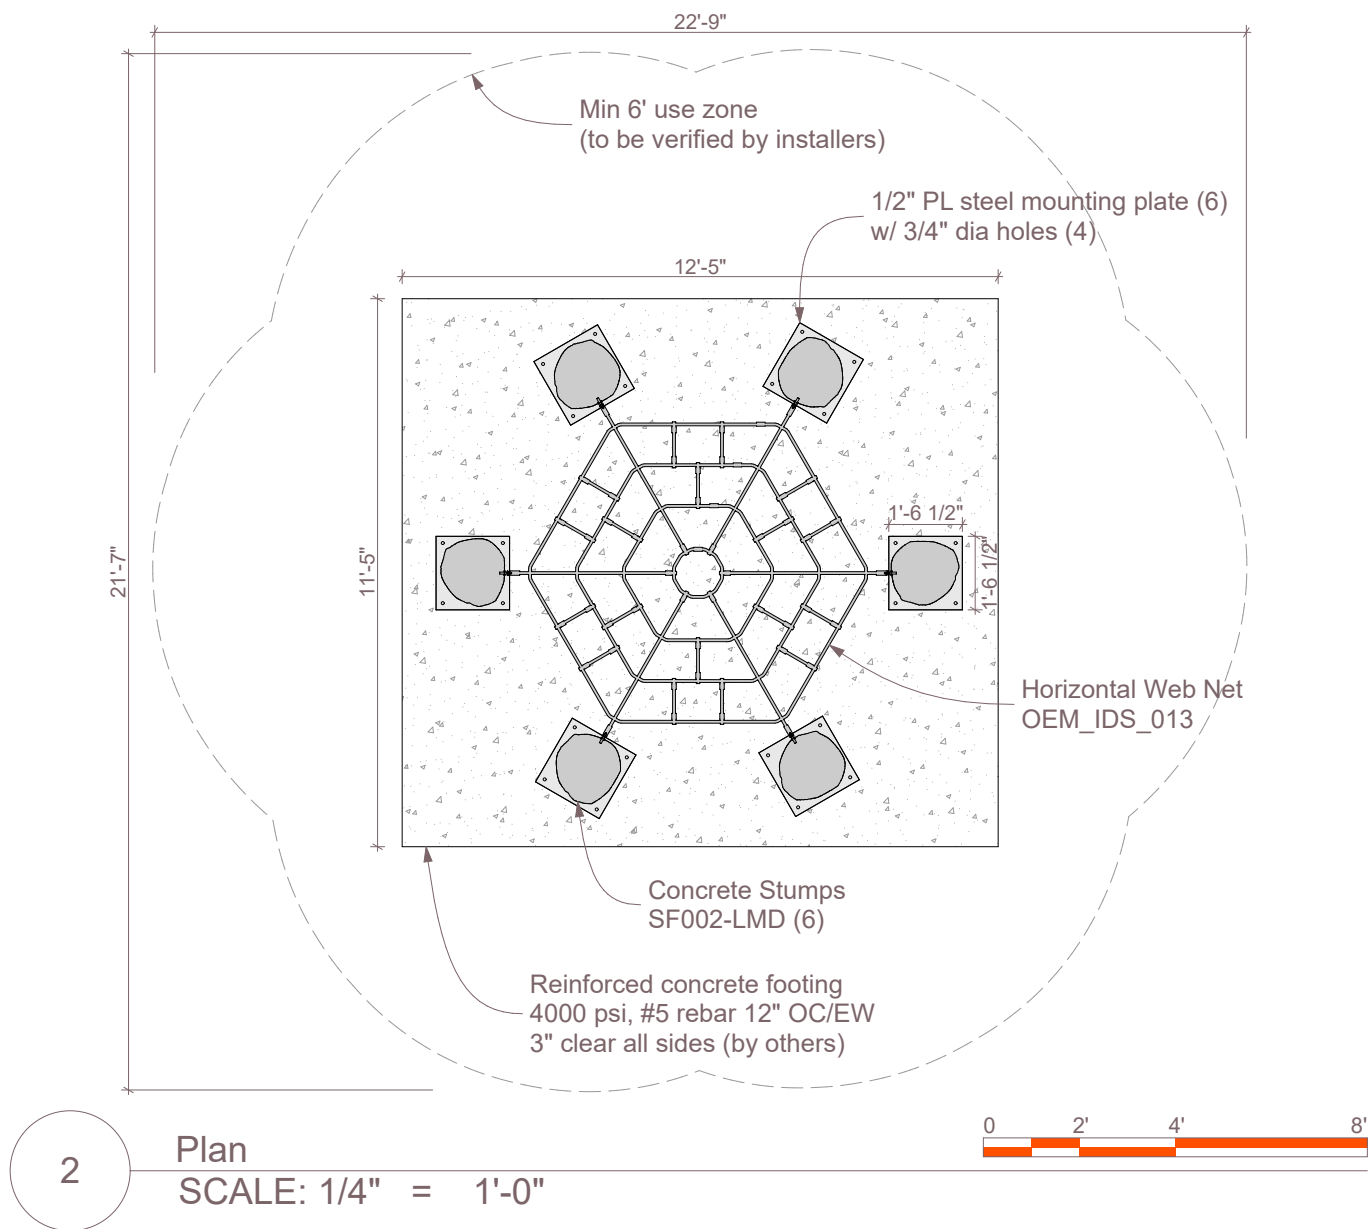 22'-9"
Min 6' use zone
(to be verified by installers)
1/2" PL steel mounting plate (6)
w/ 3/4" dia holes (4)
12'-5"
21'-7"
11'-5"
1'-6 1/2"
1'-6 1/2"
Horizontal Web Net
OEM_IDS_013
Concrete Stumps
SF002-LMD (6)
Reinforced concrete footing
4000 psi, #5 rebar 12" OC/EW
3" clear all sides (by others)
0 2' 4' 8'
2
Plan
SCALE: 1/4" = 1'-0"